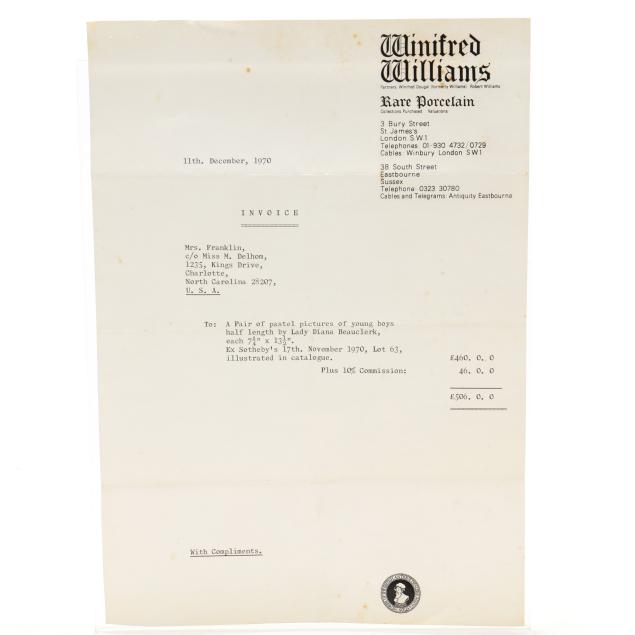 Winifred
Williams
Partners: Winifred Dougal (formerly Williams) Robert Williams
Rare Porcelain
Collections Purchased Valuations
3 Bury Street
St James's
London SW1
Telephones 01-930 4732/0729
Cables: Winbury London SW1
38 South Street
Eastbourne
Sussex
Telephone 0323 30780
Cables and Telegrams: Antiquity Eastbourne
11th. December, 1970
INVOICE
Mrs. Franklin,
c/o Miss M. Delhom,
1235, Kings Drive,
Charlotte,
North Carolina 28207,
U. S. A.
To: A Pair of pastel pictures of young boys
half length by Lady Diana Beauclerk,
each 7¼" x 13½".
Ex Sotheby's 17th. November 1970, Lot 63,
illustrated in catalogue. £460. 0. 0
Plus 10% Commission: 46. 0. 0
£506. 0. 0
With Compliments.